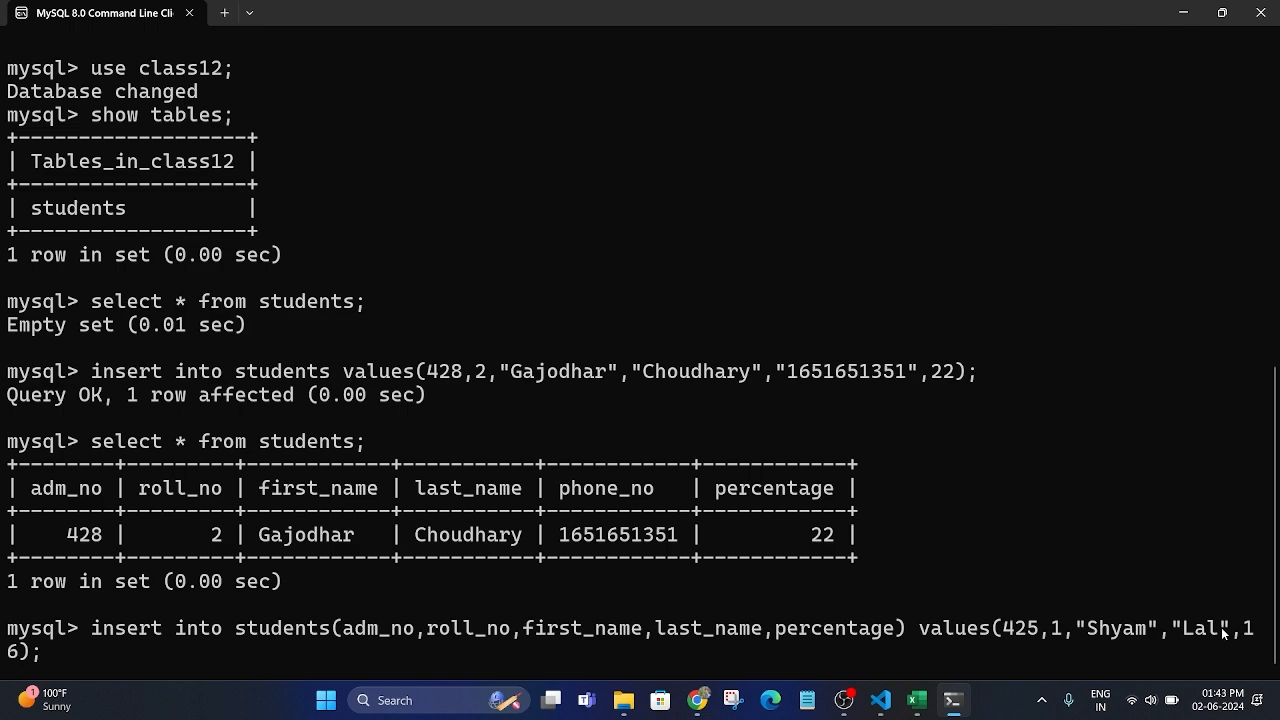 MySQL 8.0 Command Line Cli
mysql> use class12;
Database changed
mysql> show tables;
+-------------------+
| Tables_in_class12 |
+-------------------+
| students          |
+-------------------+
1 row in set (0.00 sec)
mysql> select * from students;
Empty set (0.01 sec)
mysql> insert into students values(428,2,"Gajodhar","Choudhary","1651651351",22);
Query OK, 1 row affected (0.00 sec)
mysql> select * from students;
+--------+---------+------------+-----------+------------+------------+
| adm_no | roll_no | first_name | last_name | phone_no   | percentage |
+--------+---------+------------+-----------+------------+------------+
|    428 |       2 | Gajodhar   | Choudhary | 1651651351 |         22 |
+--------+---------+------------+-----------+------------+------------+
1 row in set (0.00 sec)
mysql> insert into students(adm_no,roll_no,first_name,last_name,percentage) values(425,1,"Shyam","Lal",1
6);
1
100°F
Sunny
Search
ENG
IN
01:43 PM
02-06-2024